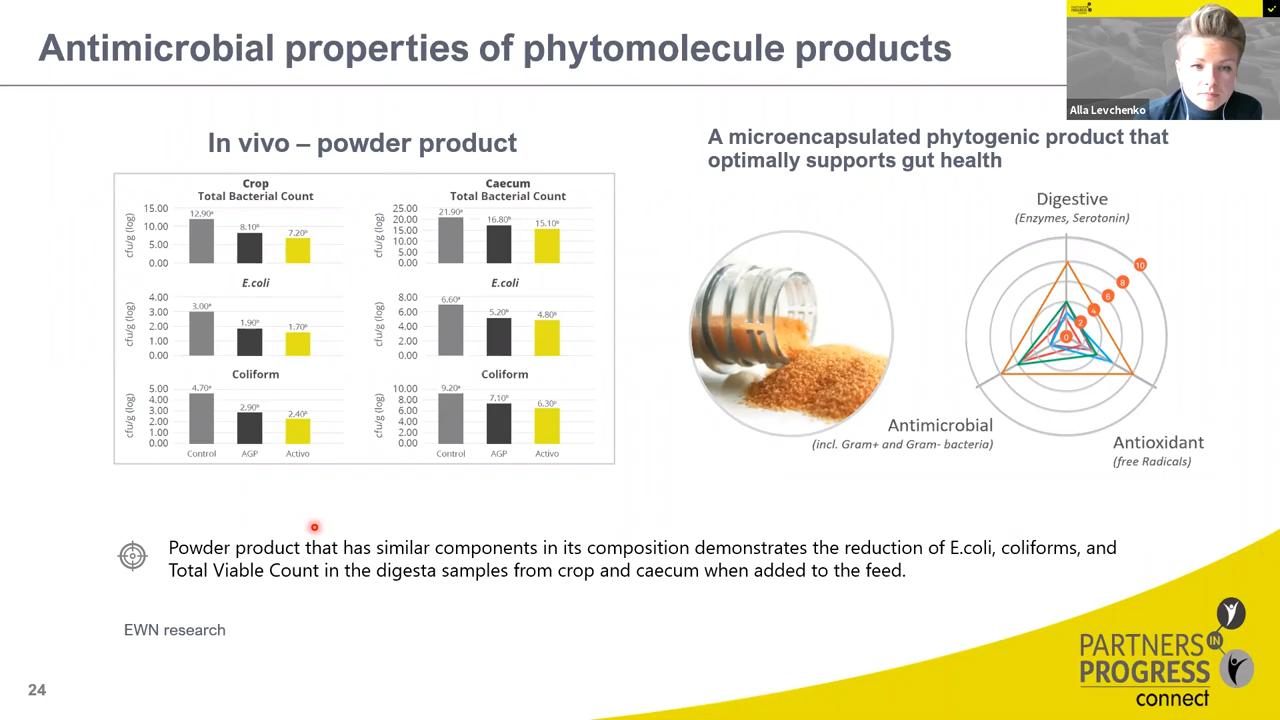 Antimicrobial properties of phytomolecule products
PARTNERS IN
PROGRESS
Alla Levchenko
In vivo – powder product
Crop
Total Bacterial Count
cfu/g (log)
15.00
10.00
5.00
0.00
12.90ᵃ
8.10ᵇ
7.20ᵇ
E.coli
cfu/g (log)
4.00
3.00
2.00
1.00
0.00
3.00ᵃ
1.90ᵇ
1.70ᵇ
Coliform
cfu/g (log)
5.00
4.00
3.00
2.00
1.00
0.00
4.70ᵃ
2.90ᵇ
2.40ᵇ
Control AGP Activo
Caecum
Total Bacterial Count
cfu/g (log)
25.00
20.00
15.00
10.00
5.00
0.00
21.90ᵃ
16.80ᵇ
15.10ᵇ
E.coli
cfu/g (log)
8.00
6.00
4.00
2.00
0.00
6.60ᵃ
5.20ᵇ
4.80ᵇ
Coliform
cfu/g (log)
10.00
8.00
6.00
4.00
2.00
0.00
9.20ᵃ
7.10ᵇ
6.30ᵇ
Control AGP Activo
A microencapsulated phytogenic product that
optimally supports gut health
Digestive
(Enzymes, Serotonin)
10
8
6
4
2
0
Antimicrobial
(incl. Gram+ and Gram- bacteria)
Antioxidant
(free Radicals)
Powder product that has similar components in its composition demonstrates the reduction of E.coli, coliforms, and
Total Viable Count in the digesta samples from crop and caecum when added to the feed.
EWN research
24
PARTNERS IN
PROGRESS
connect